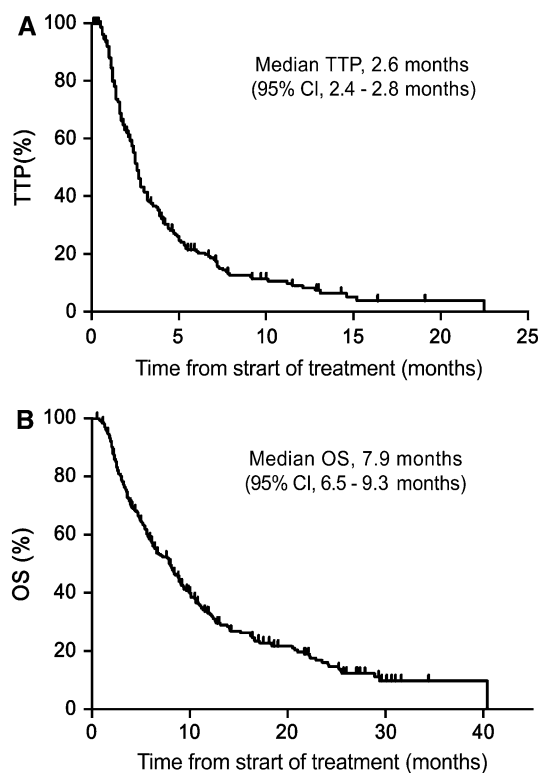 A
100
80
60
40
20
0
TTP(%)
Median TTP, 2.6 months
(95% CI, 2.4 - 2.8 months)
0 5 10 15 20 25
Time from strart of treatment (months)
B
100
80
60
40
20
0
OS (%)
Median OS, 7.9 months
(95% CI, 6.5 - 9.3 months)
0 10 20 30 40
Time from strart of treatment (months)